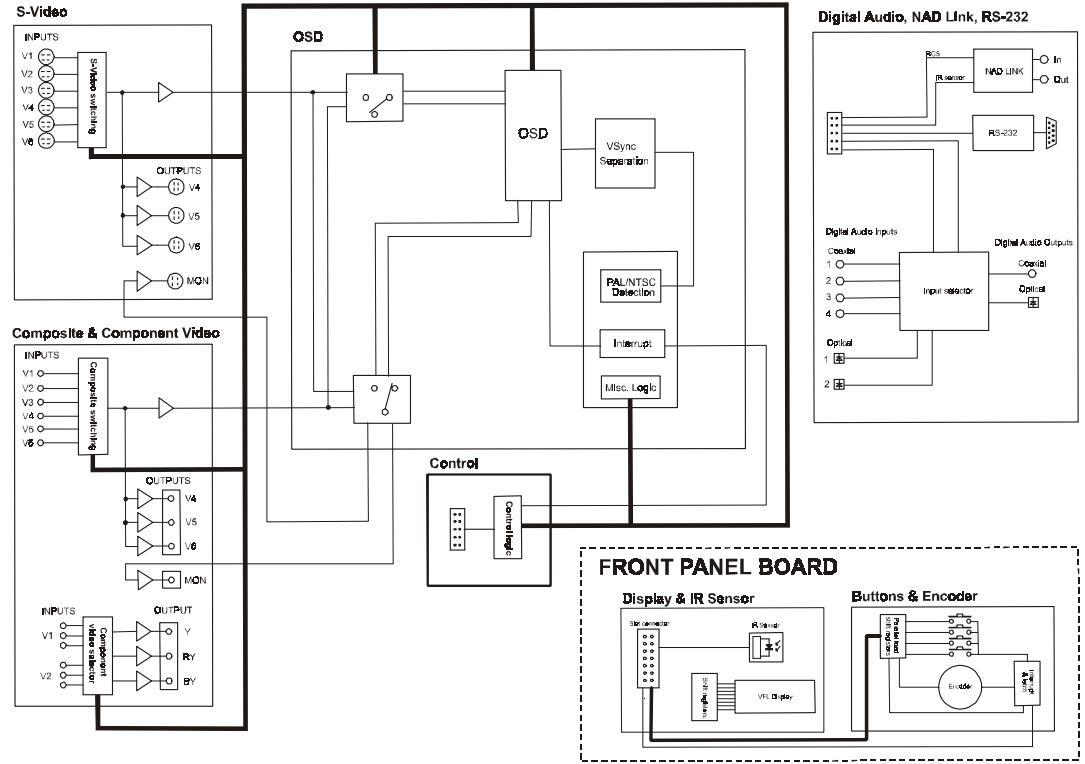 S-Video
INPUTS
V1
V2
V3
V4
V5
V6
S-Video switching
OUTPUTS
V4
V5
V6
MON
Composite & Component Video
INPUTS
V1
V2
V3
V4
V5
V6
Composite switching
OUTPUTS
V4
V5
V6
MON
INPUTS
V1
V2
Component
video selector
OUTPUT
Y
RY
BY
OSD
OSD
VSync
Separation
PAL/NTSC
Detection
Interrupt
Misc. Logic
Control
Control logic
Digital Audio, NAD Link, RS-232
RC5
IR sensor
NAD LINK
In
Out
RS-232
Digital Audio Inputs
Coaxial
1
2
3
4
Optical
1
2
Input selector
Digital Audio Outputs
Coaxial
Optical
FRONT PANEL BOARD
Display & IR Sensor
Slot connector
IR Sensor
Shift registers
VFL Display
Buttons & Encoder
Parallel load
shift registers
Encoder
Interrupt
& latch